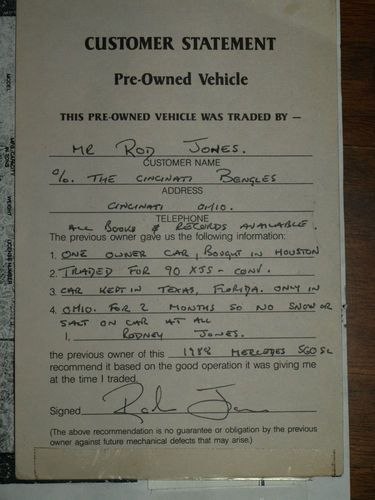 CUSTOMER STATEMENT
Pre-Owned Vehicle
THIS PRE-OWNED VEHICLE WAS TRADED BY —
MR ROD JONES.
CUSTOMER NAME
%. THE CINCINATI BENGLES
ADDRESS
CINCINATI OHIO.
TELEPHONE
ALL BOOKS & RECORDS AVAILABLE.
The previous owner gave us the following information:
1. ONE OWNER CAR, BOUGHT IN HOUSTON
2. TRADED FOR 90 XJS - CONV.
3. CAR KEPT IN TEXAS, FLORIDA. ONLY IN
4. OHIO. FOR 2 MONTHS SO NO SNOW OR
SALT ON CAR AT ALL
I, RODNEY JONES.
the previous owner of this 1988 MERCEDES 560SL
recommend it based on the good operation it was giving me
at the time I traded.
Signed
(The above recommendation is no guarantee or obligation by the previous
owner against future mechanical defects that may arise.)
MODEL
WEIGHT
LICENSE NUMBER